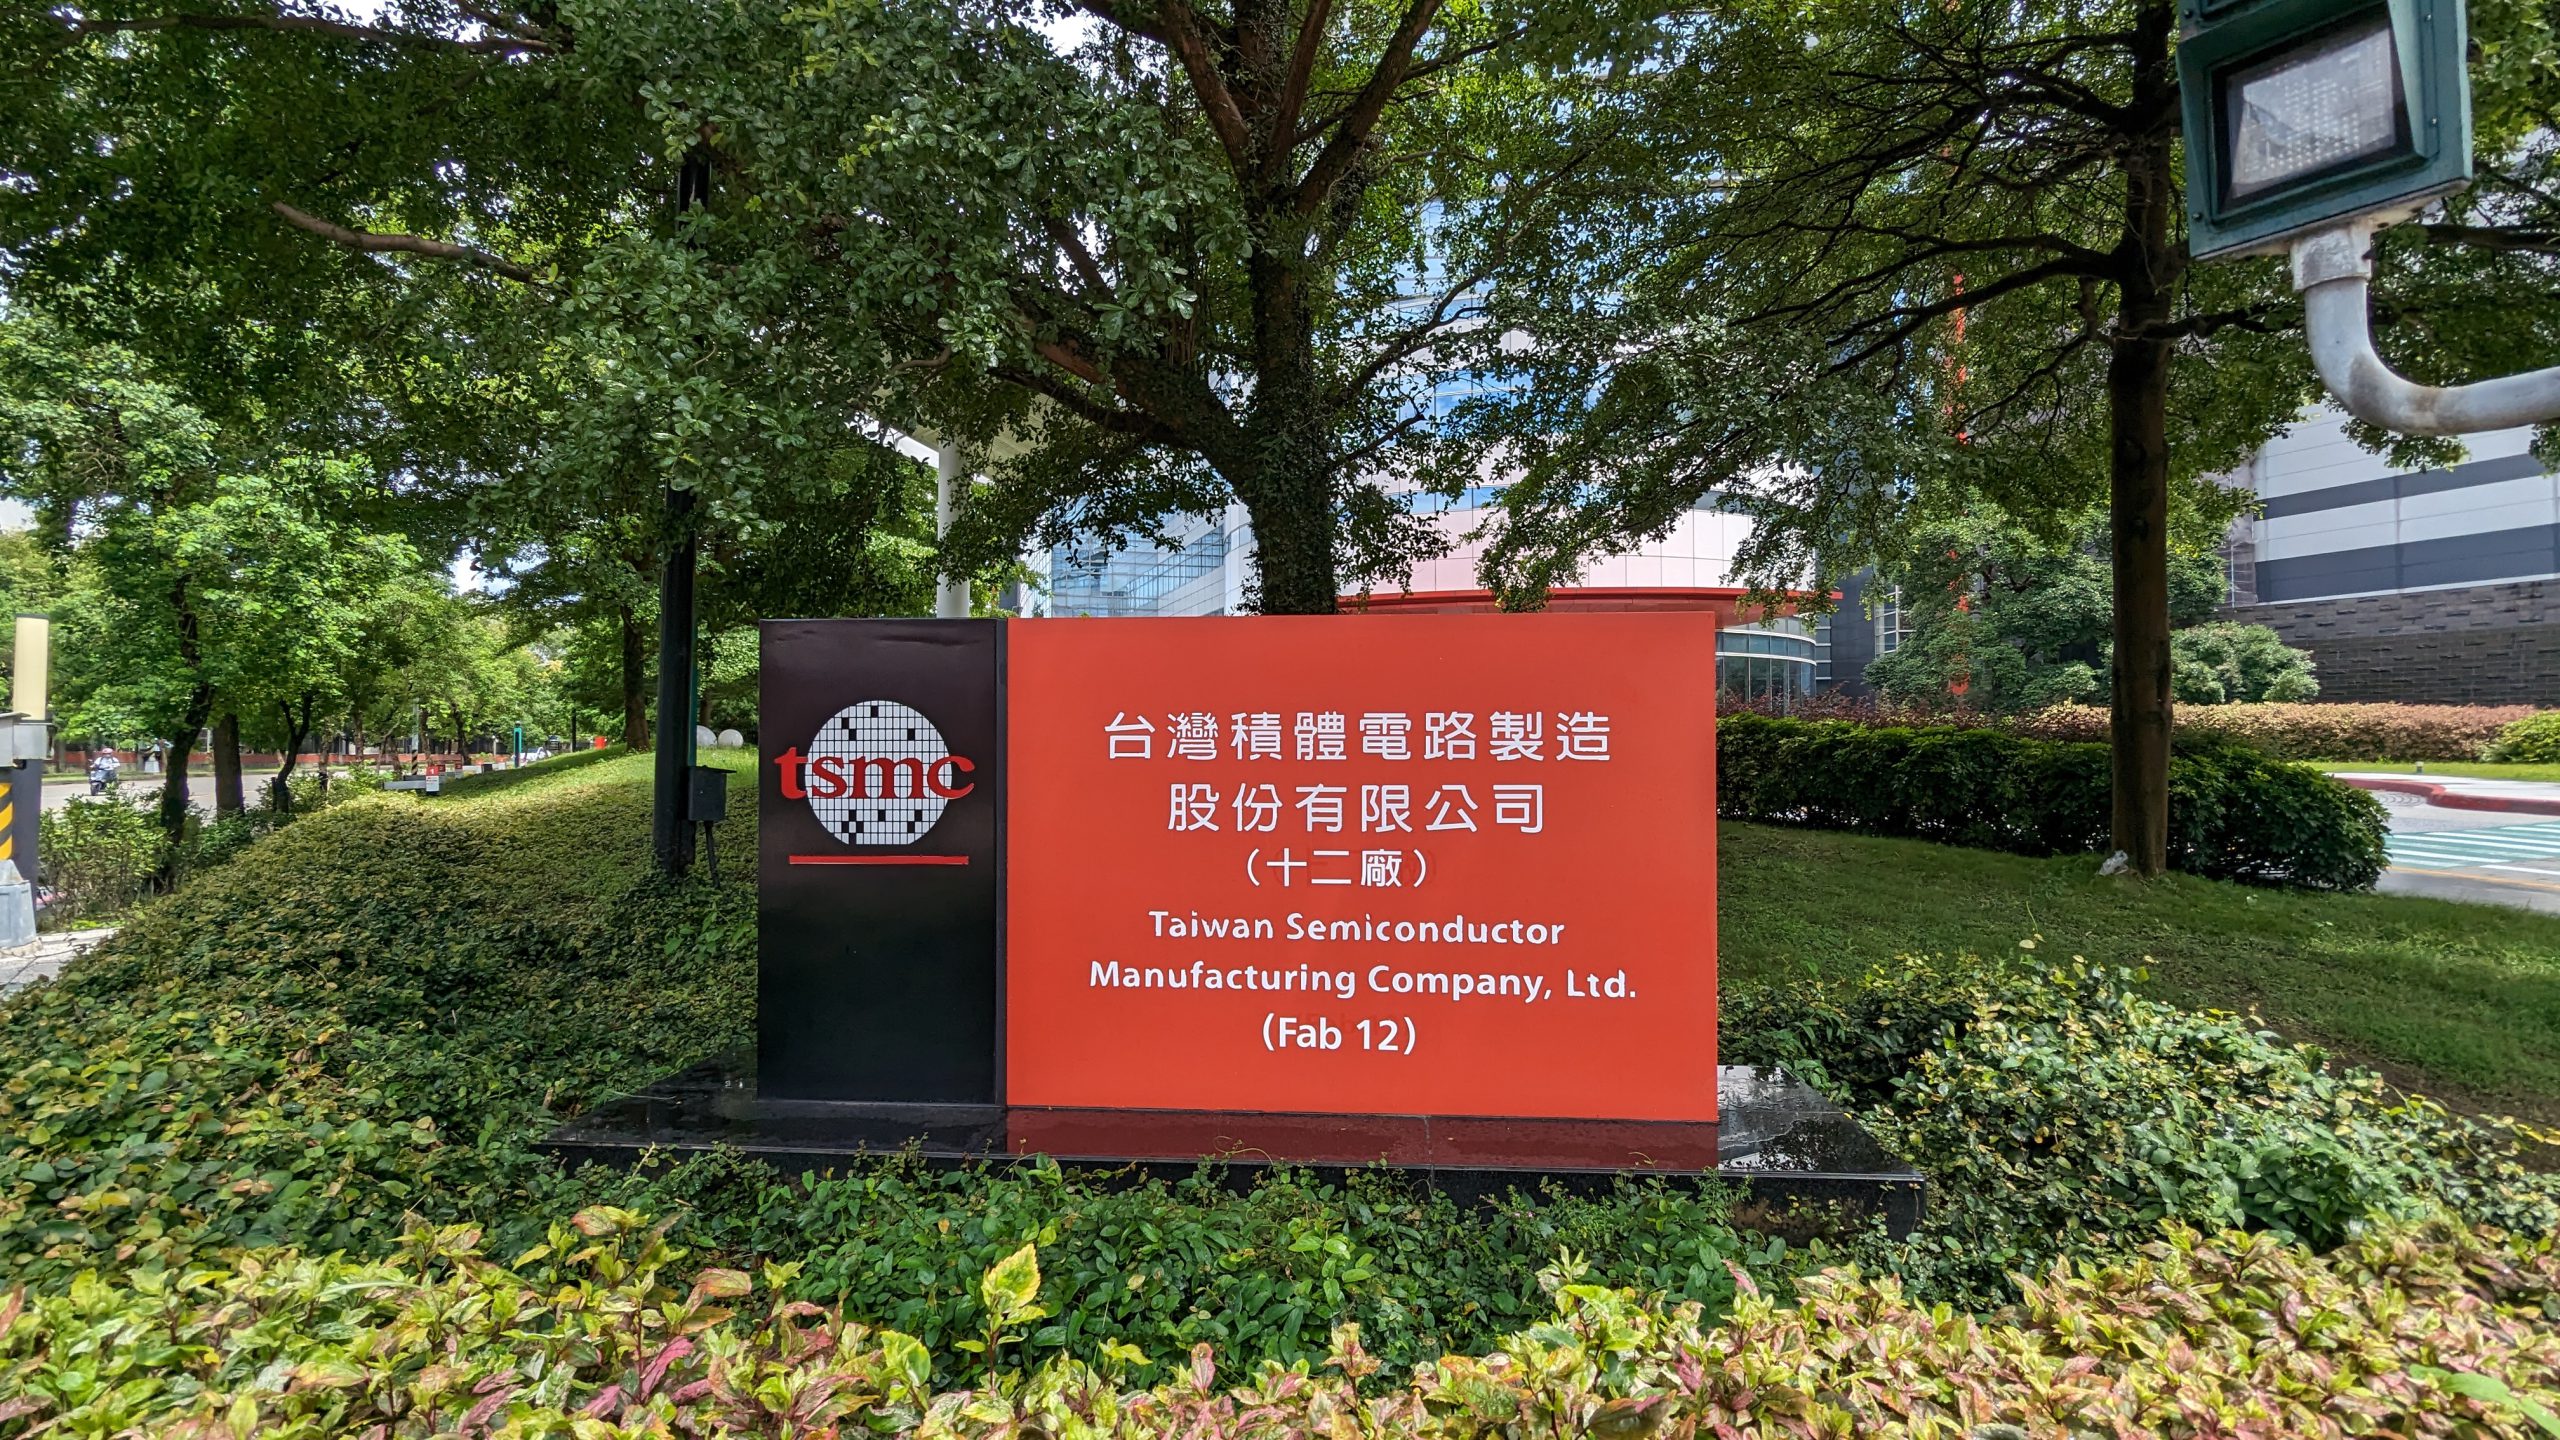 tsmc
台灣積體電路製造
股份有限公司
（十二廠）
Taiwan Semiconductor
Manufacturing Company, Ltd.
(Fab 12)